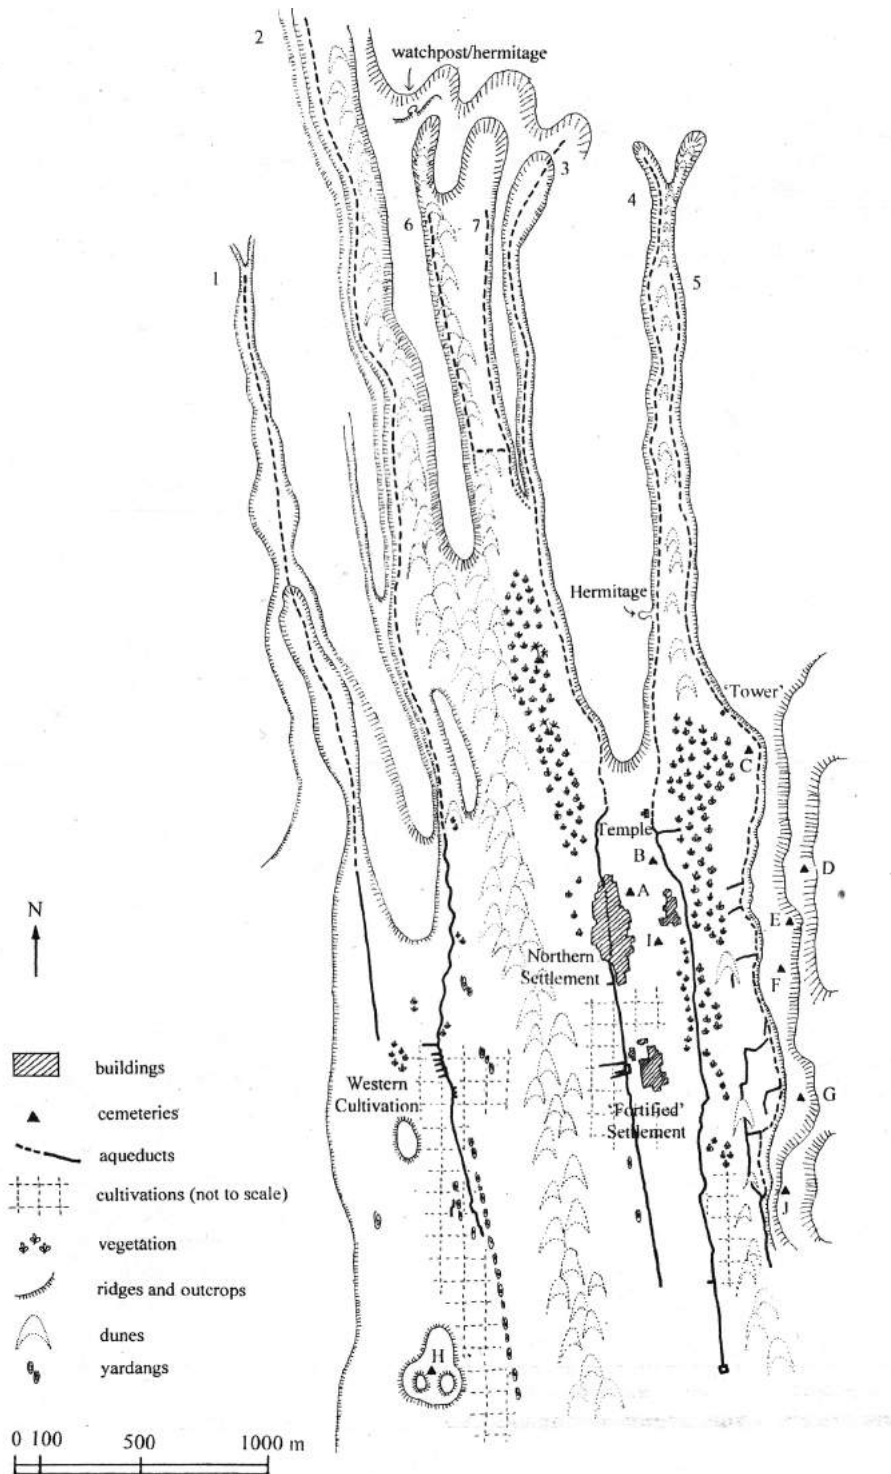 2
watchpost/hermitage
3
4
6
7
1
5
Hermitage
'Tower'
C
Temple
B
D
A
E
I
Northern
Settlement
F
N
buildings
Western
Cultivation
'Fortified'
Settlement
G
cemeteries
aqueducts
J
cultivations (not to scale)
vegetation
ridges and outcrops
dunes
H
yardangs
0 100 500 1000 m